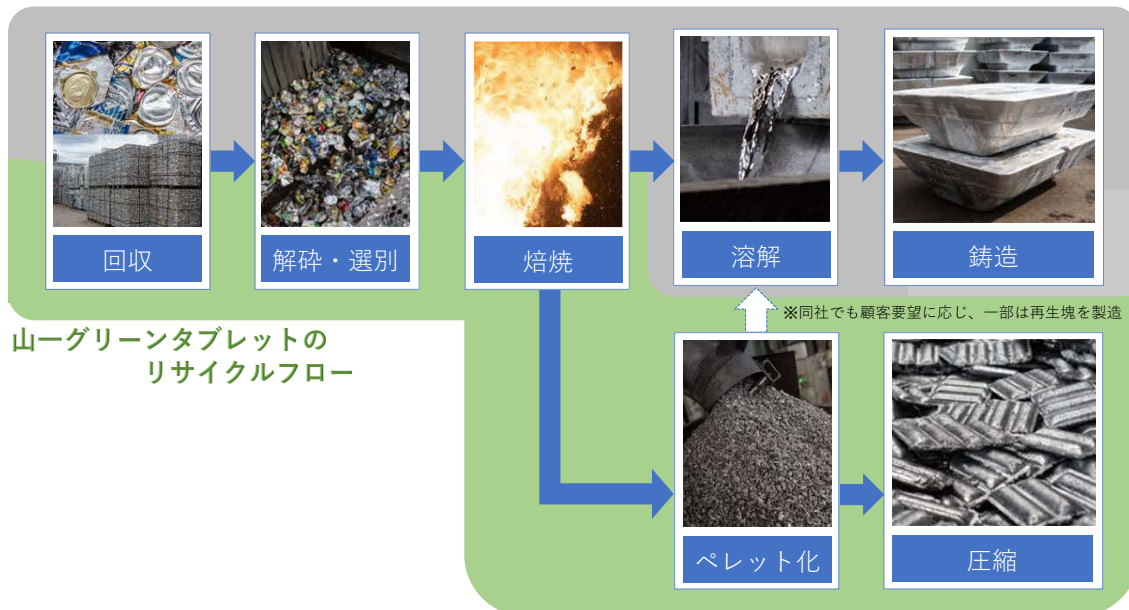 回収
解砕・選別
焙焼
溶解
鋳造
※同社でも顧客要望に応じ、一部は再生塊を製造
山一グリーンタブレットの
リサイクルフロー
ペレット化
圧縮